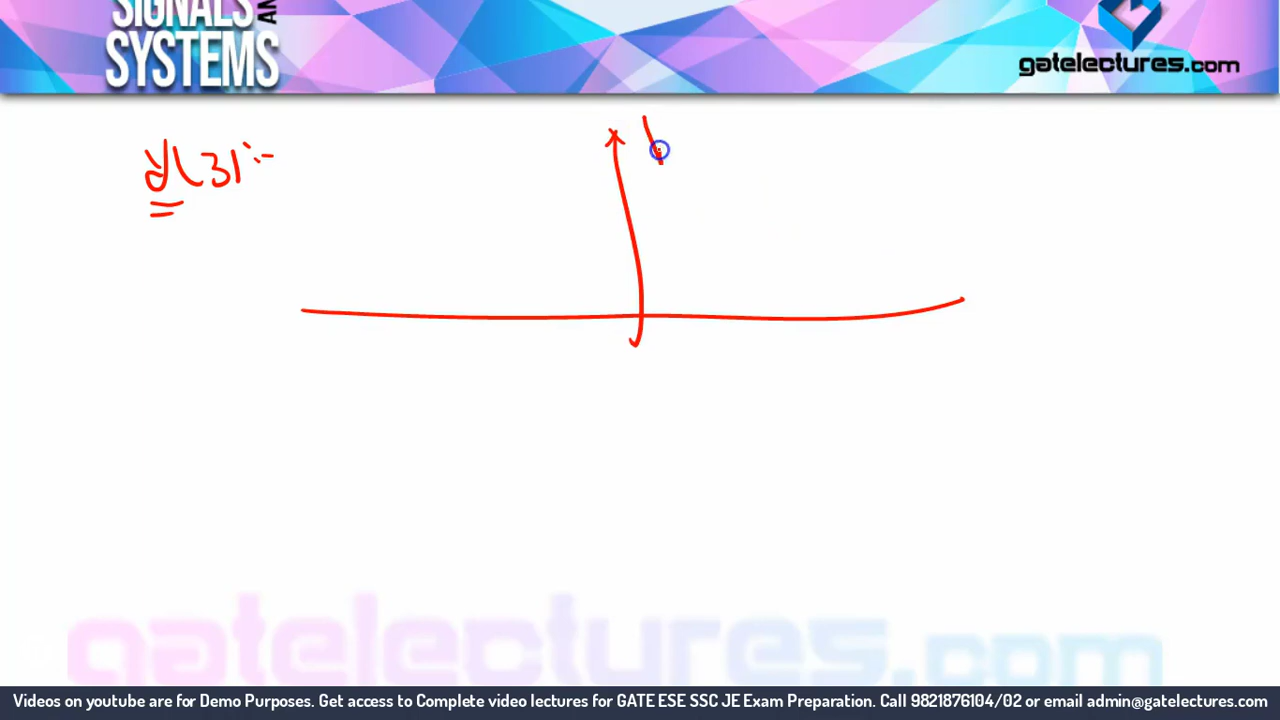 SIGNALS AND
SYSTEMS
gatelectures.com
y(3):-
gatelectures.com
Videos on youtube are for Demo Purposes. Get access to Complete video lectures for GATE ESE SSC JE Exam Preparation. Call 9821876104/02 or email admin@gatelectures.com